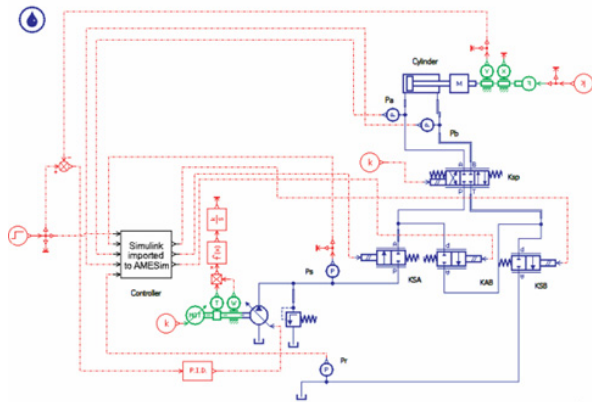 Cylinder
V
X
M
k
Pa
Pb
A B
P T
k
Ksp
Simulink
imported
to AMESim
Controller
Ps
P
KSA
KAB
KSB
T
W
k
Pr
P
P.I.D.